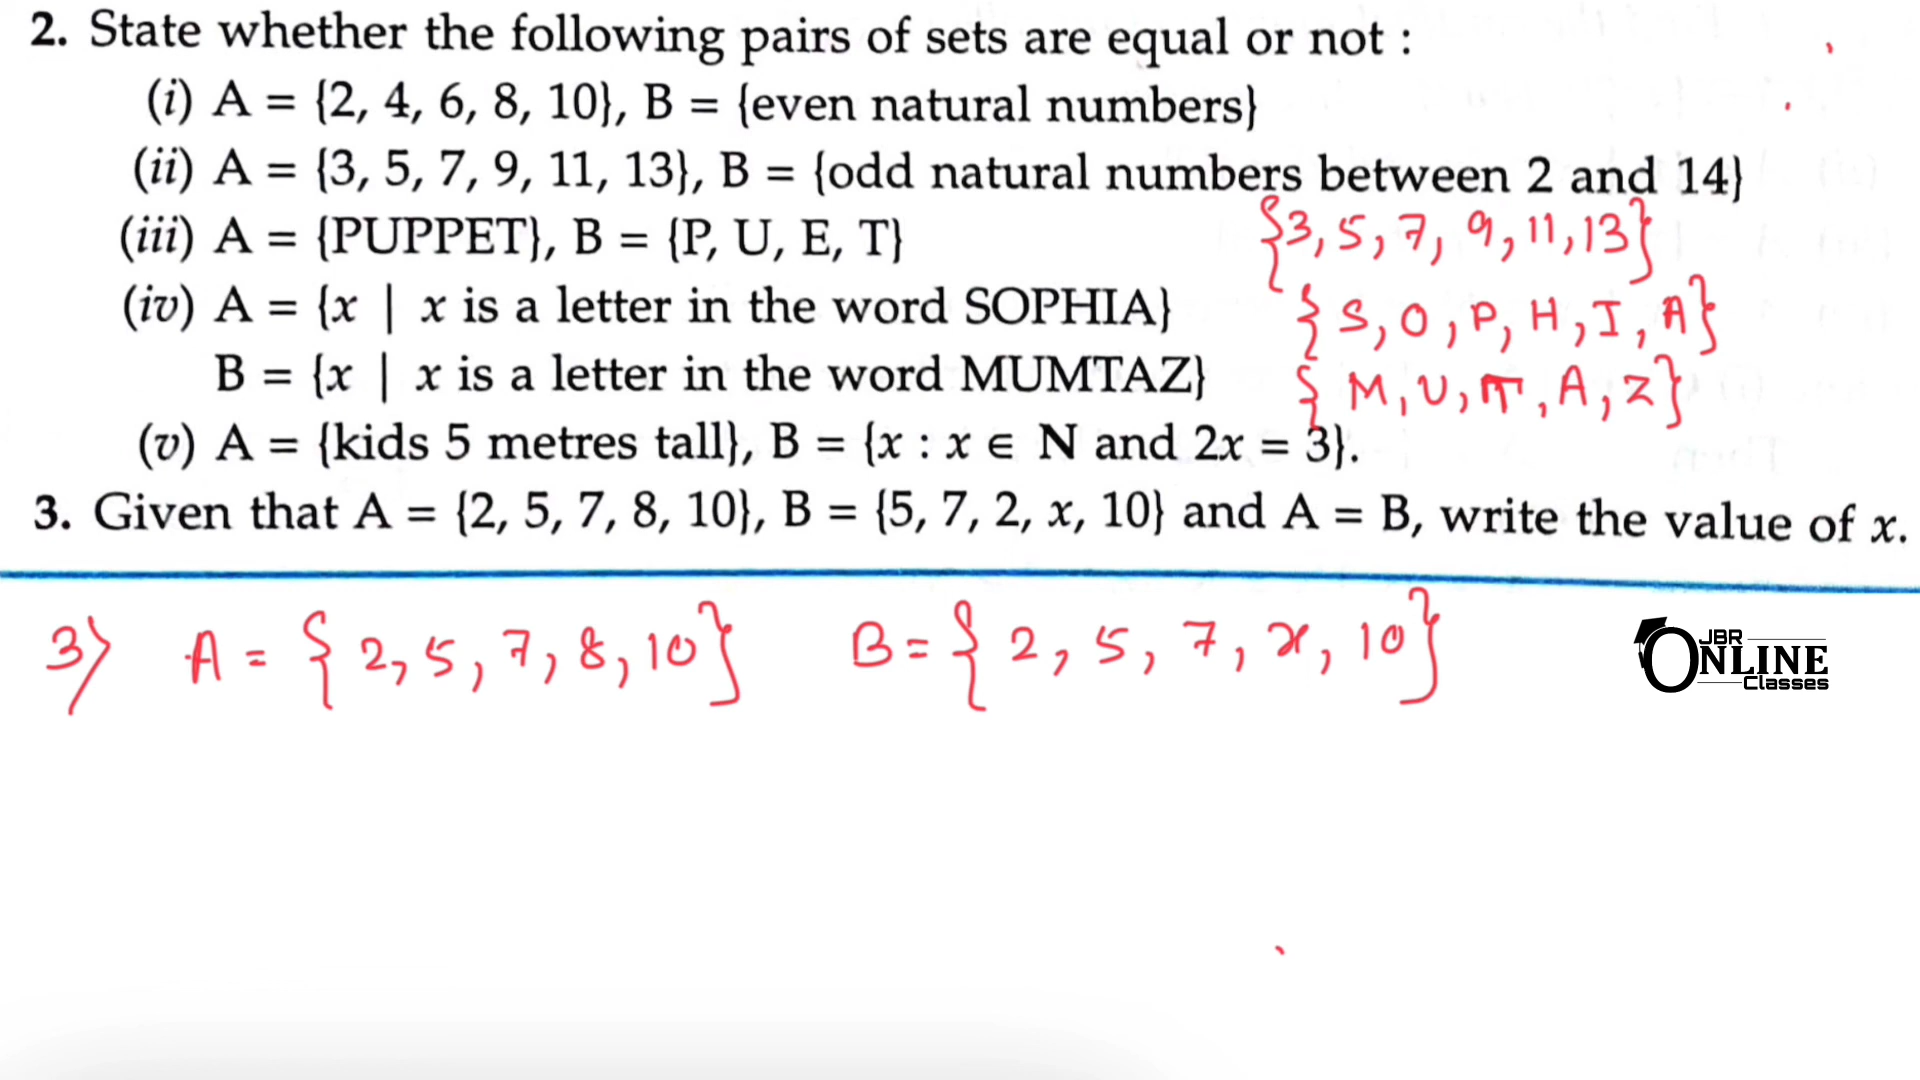 2. State whether the following pairs of sets are equal or not :
(i) A = {2, 4, 6, 8, 10}, B = {even natural numbers}
(ii) A = {3, 5, 7, 9, 11, 13}, B = {odd natural numbers between 2 and 14}
{3, 5, 7, 9, 11, 13}
(iii) A = {PUPPET}, B = {P, U, E, T}
(iv) A = {x | x is a letter in the word SOPHIA}
{S, O, P, H, I, A}
B = {x | x is a letter in the word MUMTAZ}
{M, U, T, A, Z}
(v) A = {kids 5 metres tall}, B = {x : x ∈ N and 2x = 3}.
3. Given that A = {2, 5, 7, 8, 10}, B = {5, 7, 2, x, 10} and A = B, write the value of x.
3) A = {2, 5, 7, 8, 10} B = {2, 5, 7, x, 10}
JBR
ONLINE
Classes